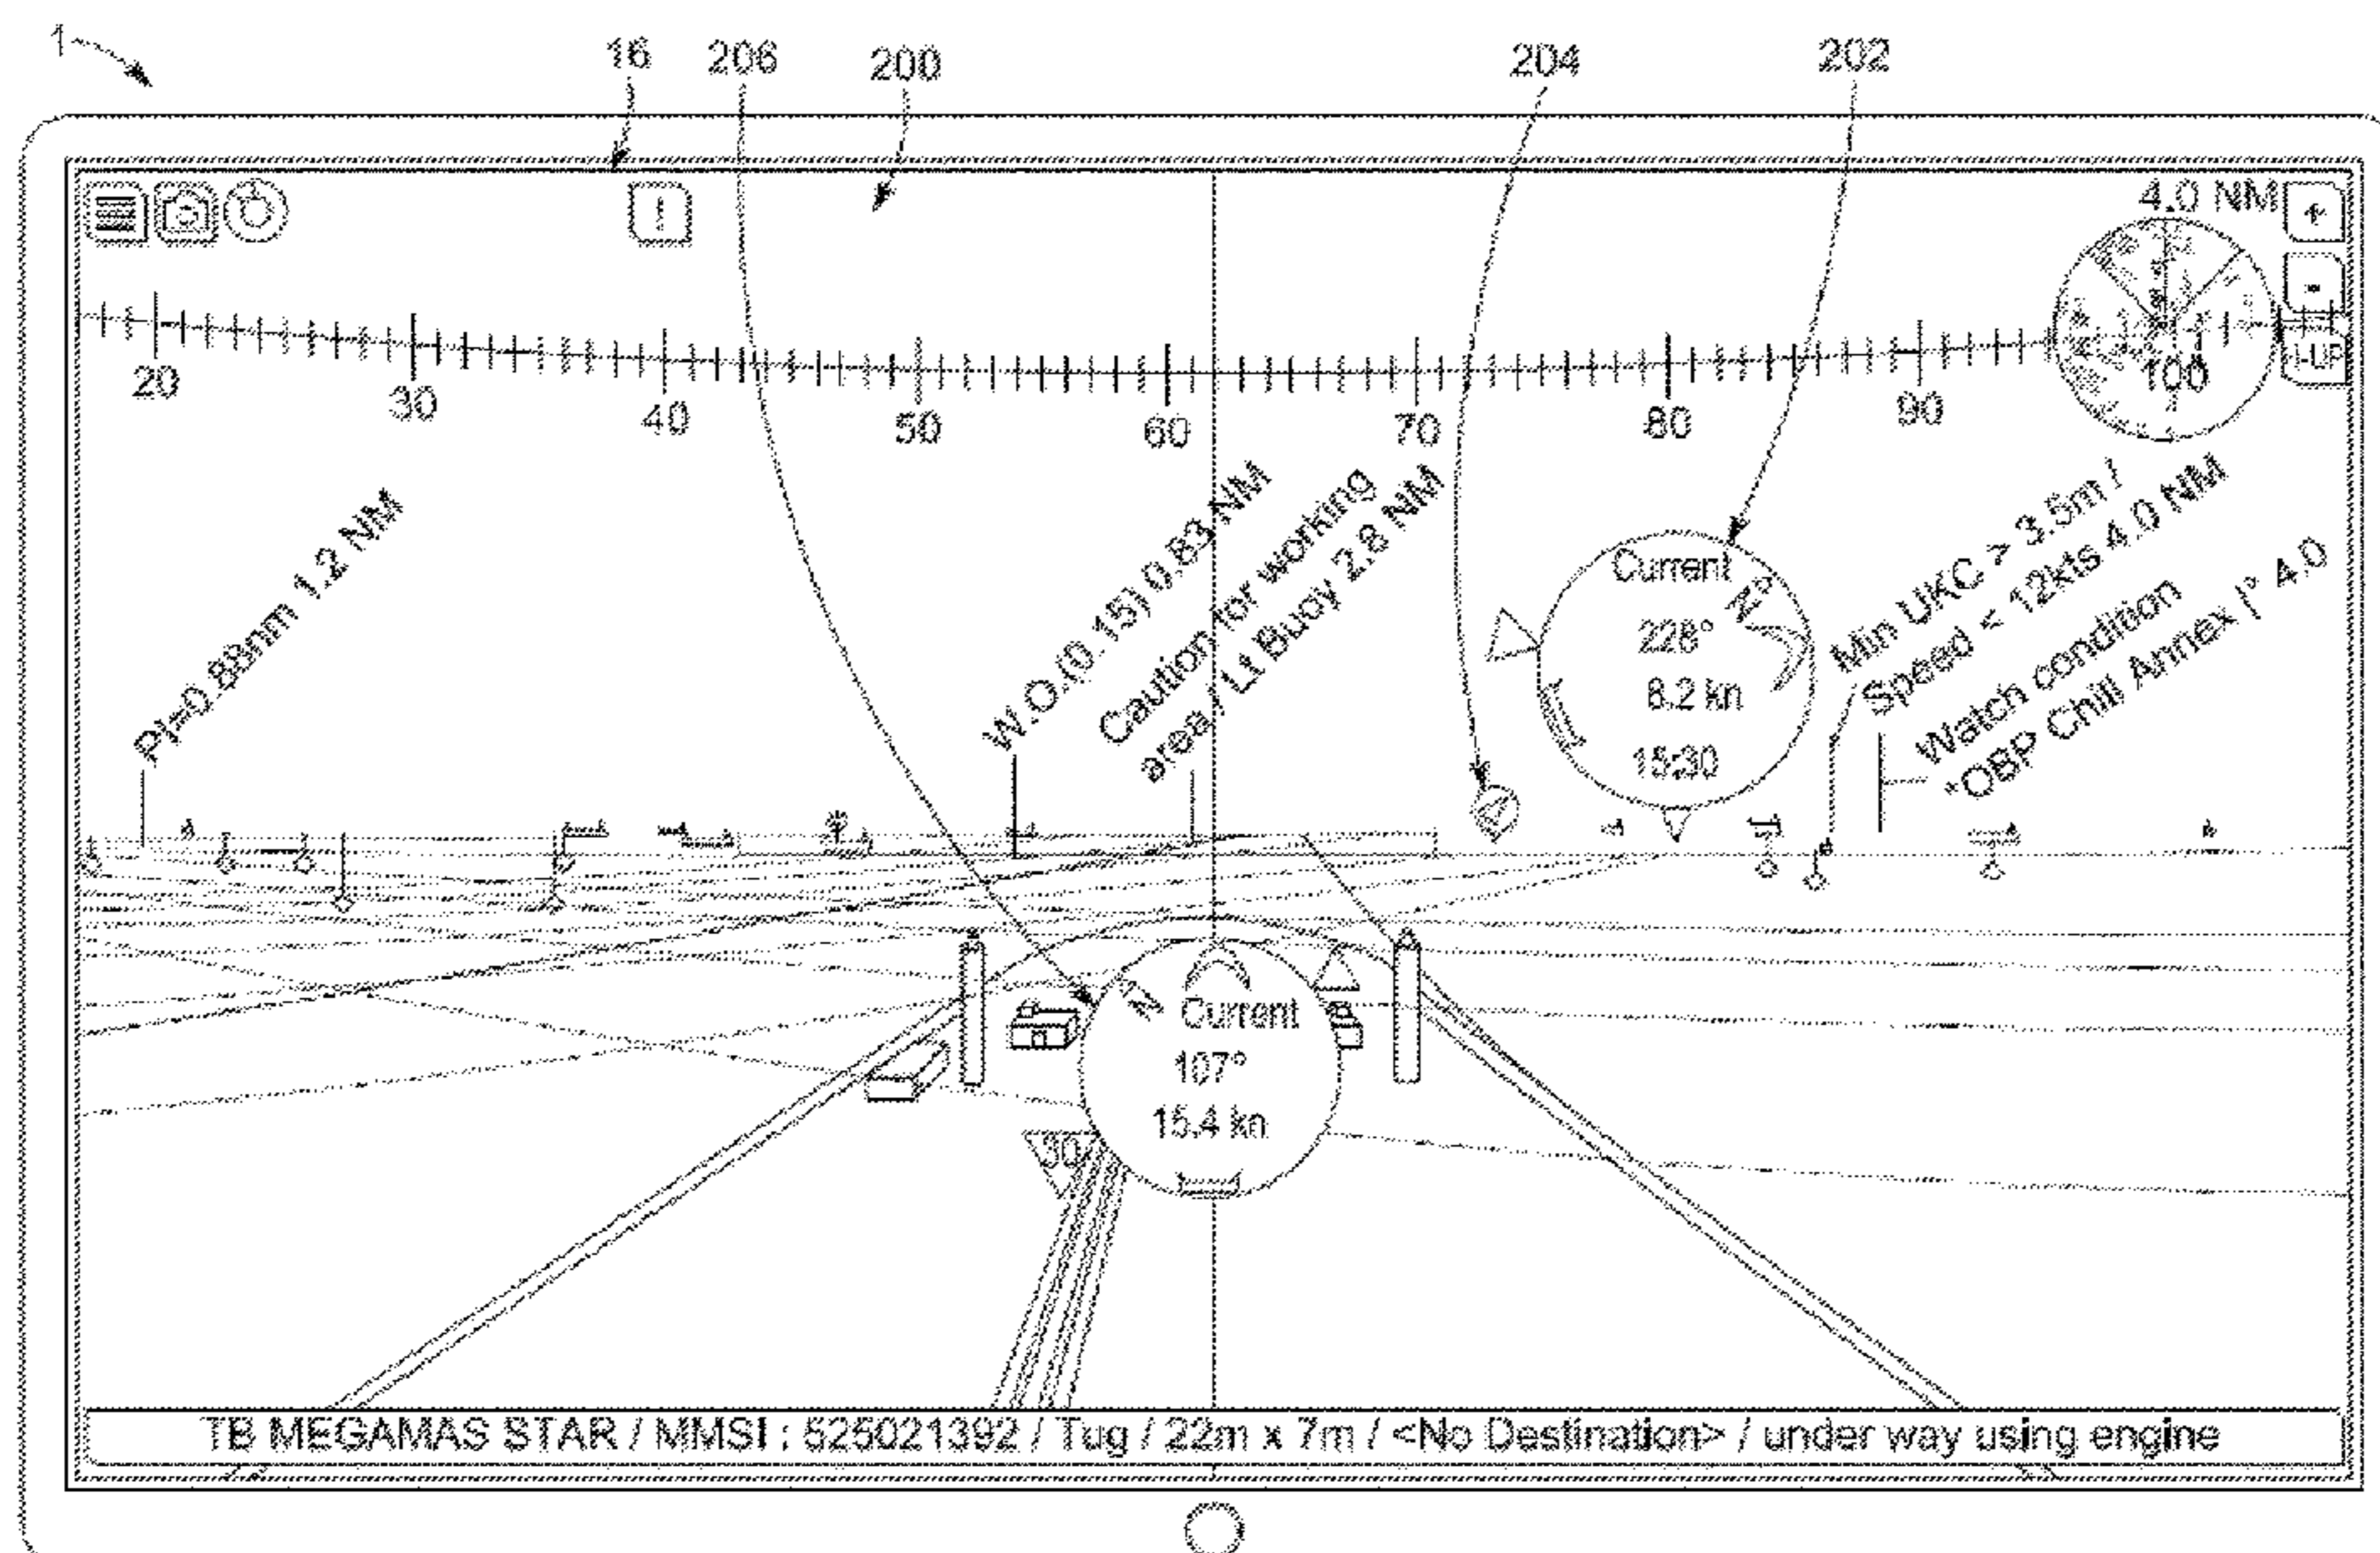 1
16
206
200
204
202
4.0 NM
+
!
-
20
30
40
50
60
70
80
90
100
-UP
PI=0.88nm 1.2 NM
W.O.(0.15) 0.83 NM
Caution for working
area / Lt Buoy 2.8 NM
Current
N
228°
8.2 kn
15:30
Min UKC > 3.5m /
Speed < 12kts 4.0 NM
Watch condition
*OBP Chill Annex |° 4.0
N
Current
107°
15.4 kn
30
TB MEGAMAS STAR / MMSI : 525021392 / Tug / 22m x 7m / <No Destination> / under way using engine